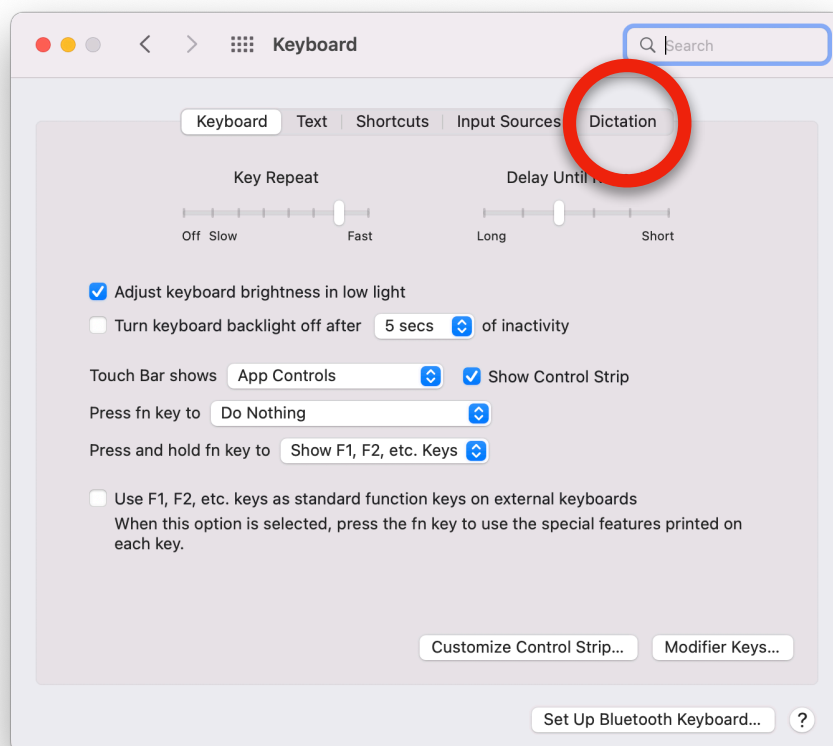 Keyboard
Search
Keyboard Text Shortcuts Input Sources Dictation
Key Repeat
Delay Until
Off Slow Fast
Long Short
Adjust keyboard brightness in low light
Turn keyboard backlight off after 5 secs of inactivity
Touch Bar shows App Controls Show Control Strip
Press fn key to Do Nothing
Press and hold fn key to Show F1, F2, etc. Keys
Use F1, F2, etc. keys as standard function keys on external keyboards
When this option is selected, press the fn key to use the special features printed on
each key.
Customize Control Strip... Modifier Keys...
Set Up Bluetooth Keyboard... ?